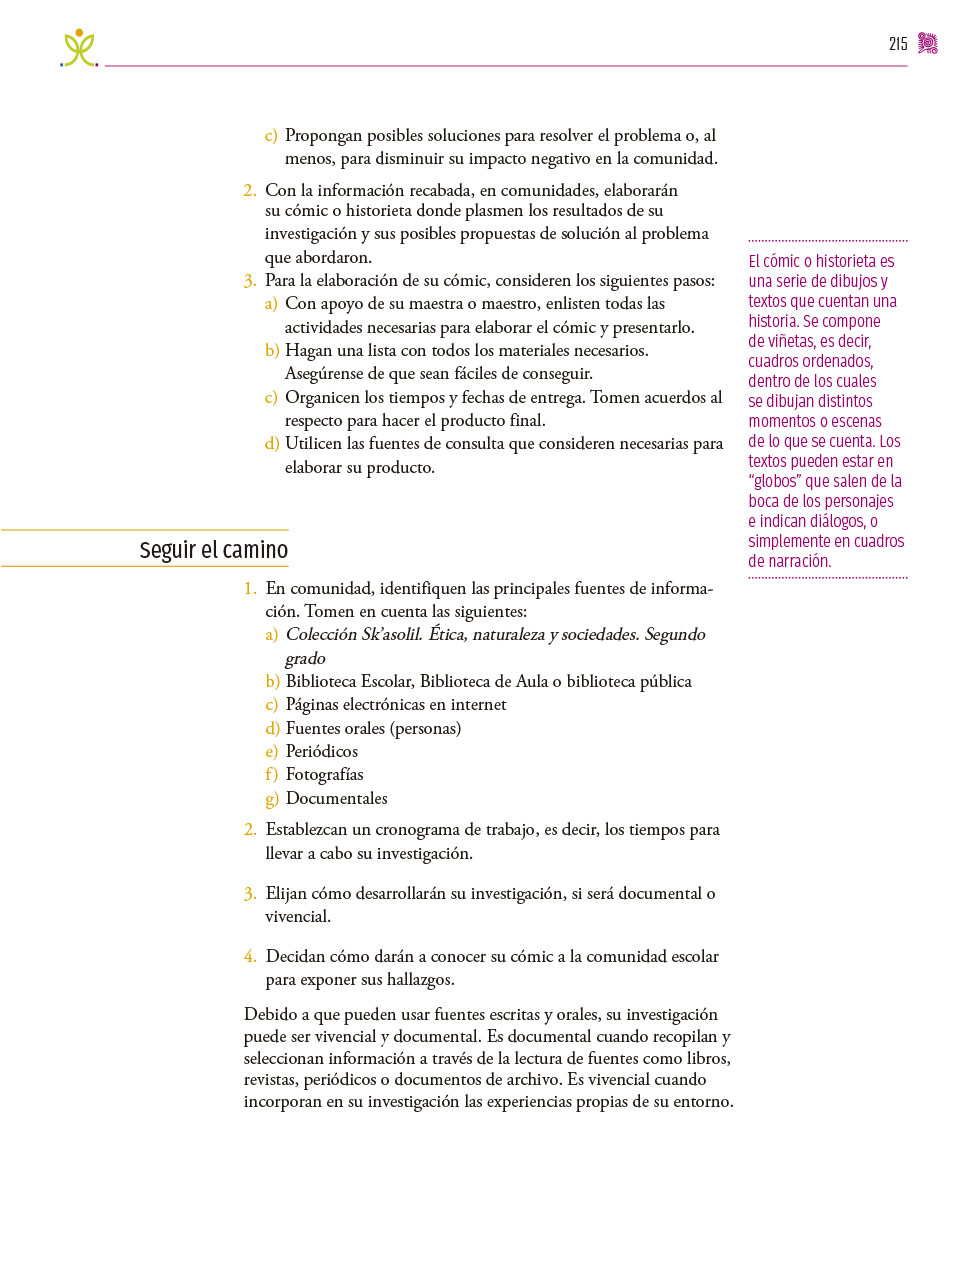 215
c) Propongan posibles soluciones para resolver el problema o, al
menos, para disminuir su impacto negativo en la comunidad.
2. Con la información recabada, en comunidades, elaborarán
su cómic o historieta donde plasmen los resultados de su
investigación y sus posibles propuestas de solución al problema
que abordaron.
3. Para la elaboración de su cómic, consideren los siguientes pasos:
a) Con apoyo de su maestra o maestro, enlisten todas las
actividades necesarias para elaborar el cómic y presentarlo.
b) Hagan una lista con todos los materiales necesarios.
Asegúrense de que sean fáciles de conseguir.
c) Organicen los tiempos y fechas de entrega. Tomen acuerdos al
respecto para hacer el producto final.
d) Utilicen las fuentes de consulta que consideren necesarias para
elaborar su producto.
El cómic o historieta es
una serie de dibujos y
textos que cuentan una
historia. Se compone
de viñetas, es decir,
cuadros ordenados,
dentro de los cuales
se dibujan distintos
momentos o escenas
de lo que se cuenta. Los
textos pueden estar en
“globos” que salen de la
boca de los personajes
e indican diálogos, o
simplemente en cuadros
de narración.
Seguir el camino
1. En comunidad, identifiquen las principales fuentes de informa-
ción. Tomen en cuenta las siguientes:
a) Colección Sk’asolil. Ética, naturaleza y sociedades. Segundo
grado
b) Biblioteca Escolar, Biblioteca de Aula o biblioteca pública
c) Páginas electrónicas en internet
d) Fuentes orales (personas)
e) Periódicos
f) Fotografías
g) Documentales
2. Establezcan un cronograma de trabajo, es decir, los tiempos para
llevar a cabo su investigación.
3. Elijan cómo desarrollarán su investigación, si será documental o
vivencial.
4. Decidan cómo darán a conocer su cómic a la comunidad escolar
para exponer sus hallazgos.
Debido a que pueden usar fuentes escritas y orales, su investigación
puede ser vivencial y documental. Es documental cuando recopilan y
seleccionan información a través de la lectura de fuentes como libros,
revistas, periódicos o documentos de archivo. Es vivencial cuando
incorporan en su investigación las experiencias propias de su entorno.